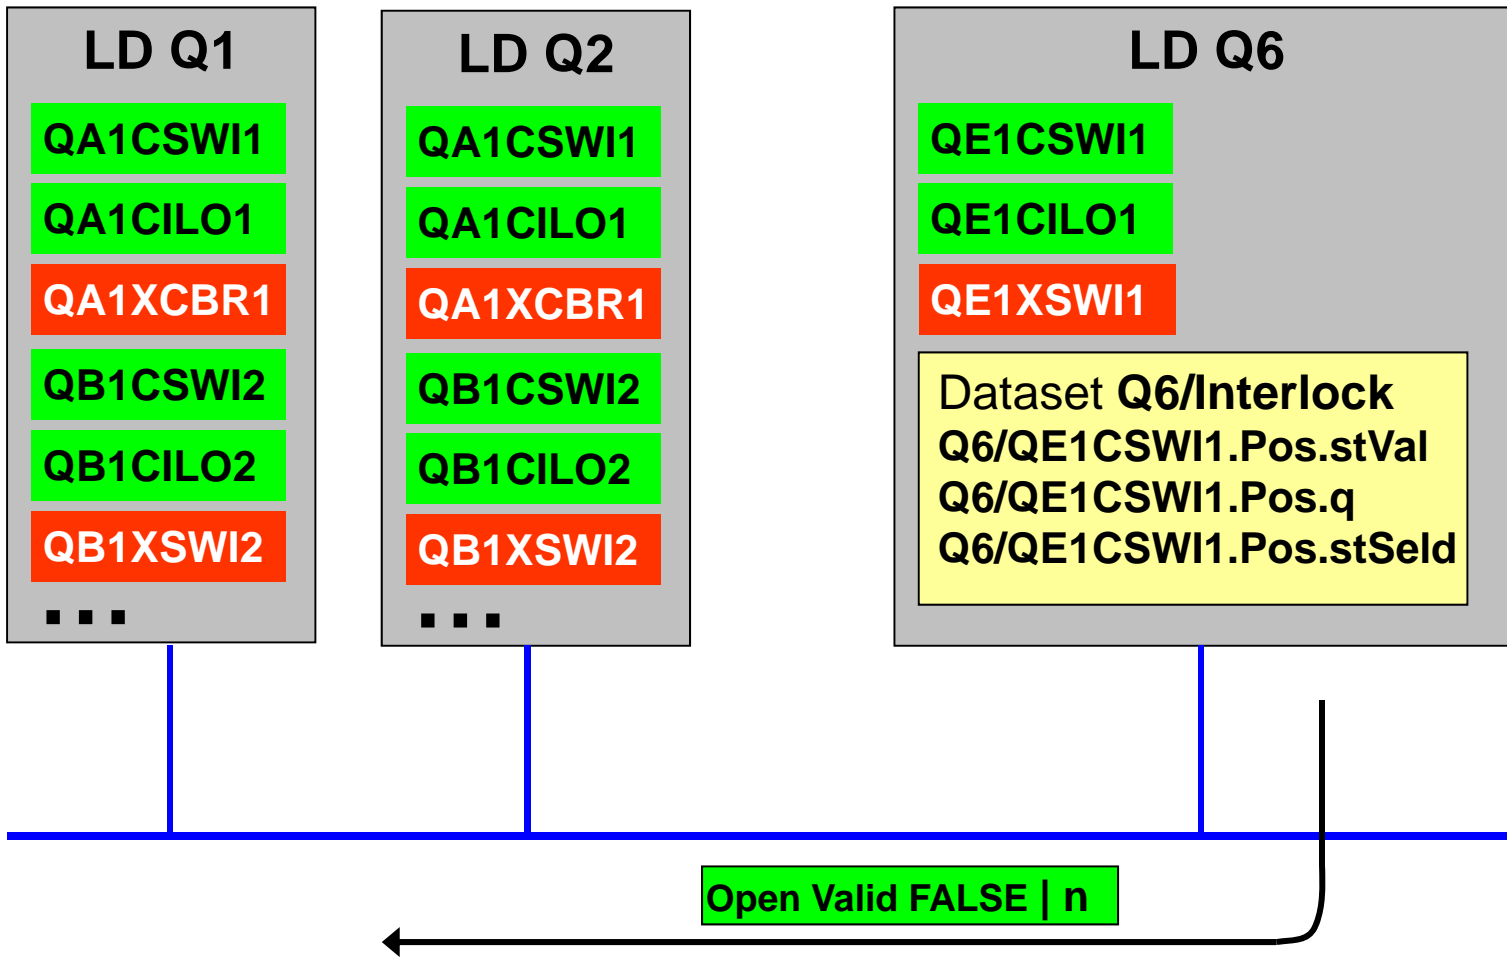 LD Q1
QA1CSWI1
QA1CILO1
QA1XCBR1
QB1CSWI2
QB1CILO2
QB1XSWI2
...
LD Q2
QA1CSWI1
QA1CILO1
QA1XCBR1
QB1CSWI2
QB1CILO2
QB1XSWI2
...
LD Q6
QE1CSWI1
QE1CILO1
QE1XSWI1
Dataset Q6/Interlock
Q6/QE1CSWI1.Pos.stVal
Q6/QE1CSWI1.Pos.q
Q6/QE1CSWI1.Pos.stSeld
Open Valid FALSE | n